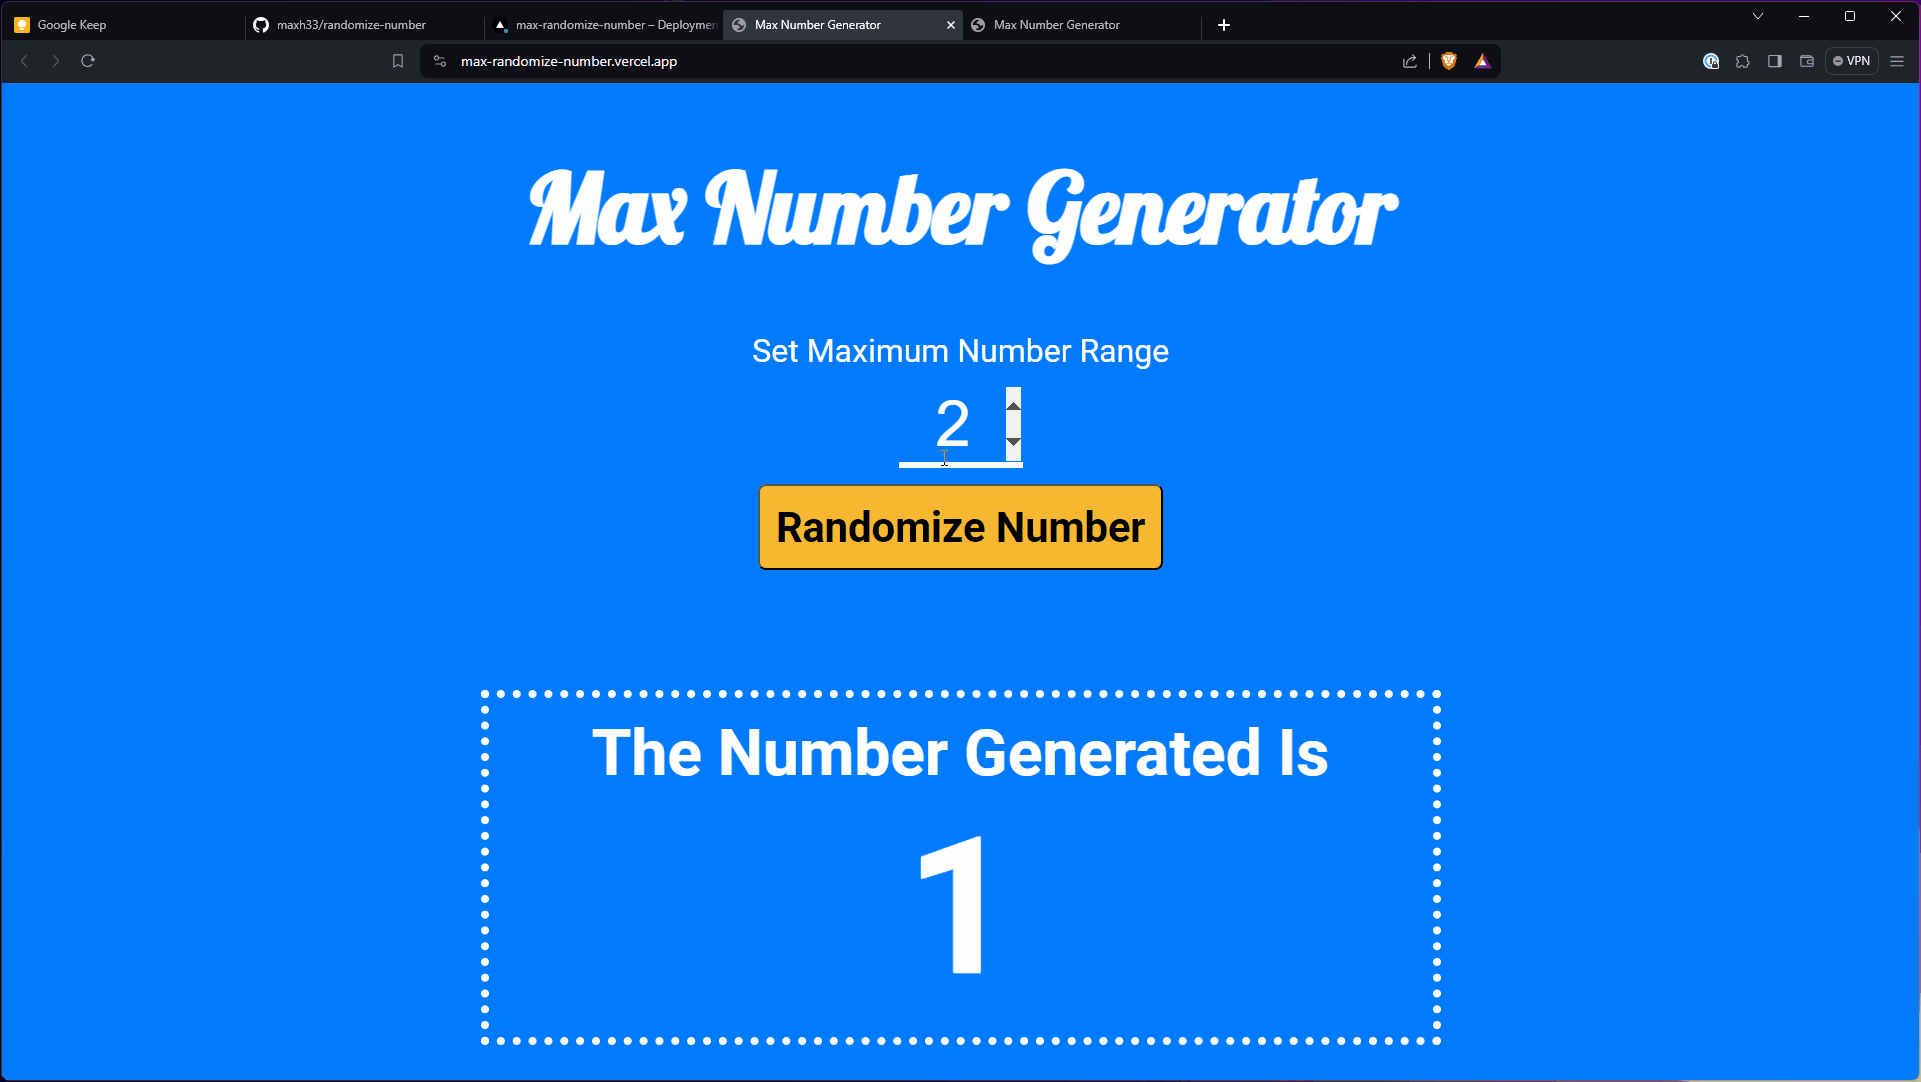 Google Keep
maxh33/randomize-number
max-randomize-number – Deploymen
Max Number Generator
Max Number Generator
max-randomize-number.vercel.app
VPN
Max Number Generator
Set Maximum Number Range
2
Randomize Number
The Number Generated Is
1